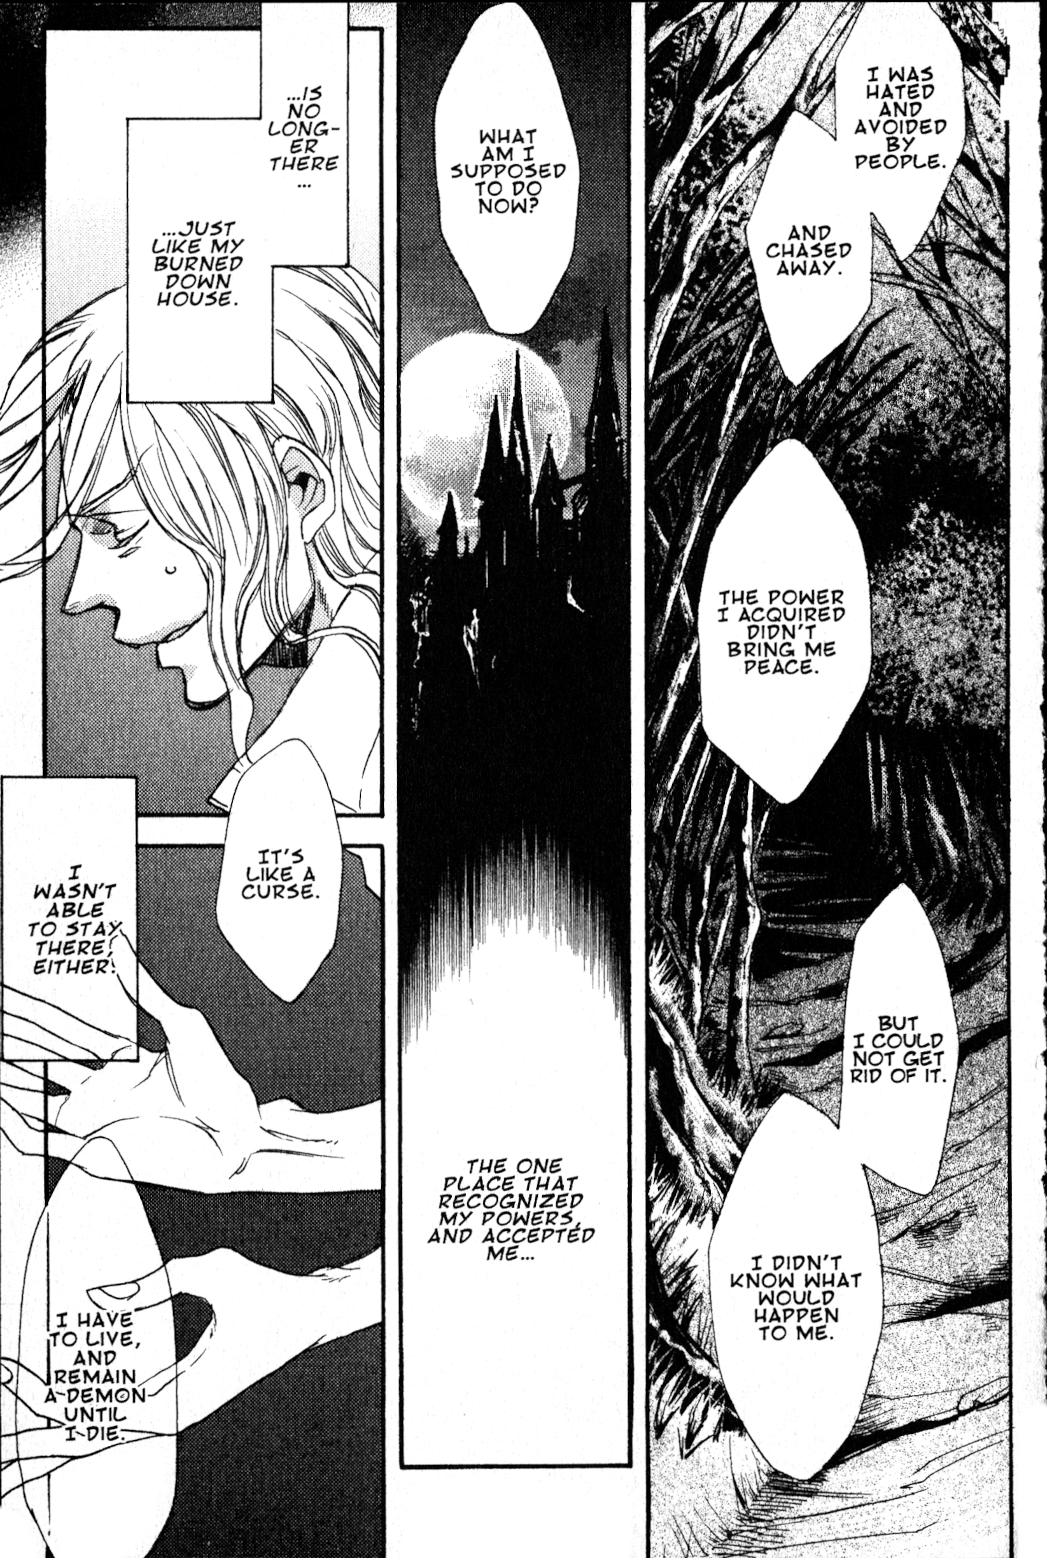 I WAS
HATED
AND
AVOIDED
BY
PEOPLE.
AND
CHASED
AWAY.
THE POWER
I ACQUIRED
DIDN'T
BRING ME
PEACE.
BUT
I COULD
NOT GET
RID OF IT.
I DIDN'T
KNOW WHAT
WOULD
HAPPEN
TO ME.
WHAT
AM I
SUPPOSED
TO DO
NOW?
THE ONE
PLACE THAT
RECOGNIZED
MY POWERS,
AND ACCEPTED
ME...
...IS
NO
LONG-
ER
THERE
...
...JUST
LIKE MY
BURNED
DOWN
HOUSE.
IT'S
LIKE A
CURSE.
I
WASN'T
ABLE
TO STAY
THERE,
EITHER.
I HAVE
TO LIVE,
AND
REMAIN
A DEMON
UNTIL
I DIE.